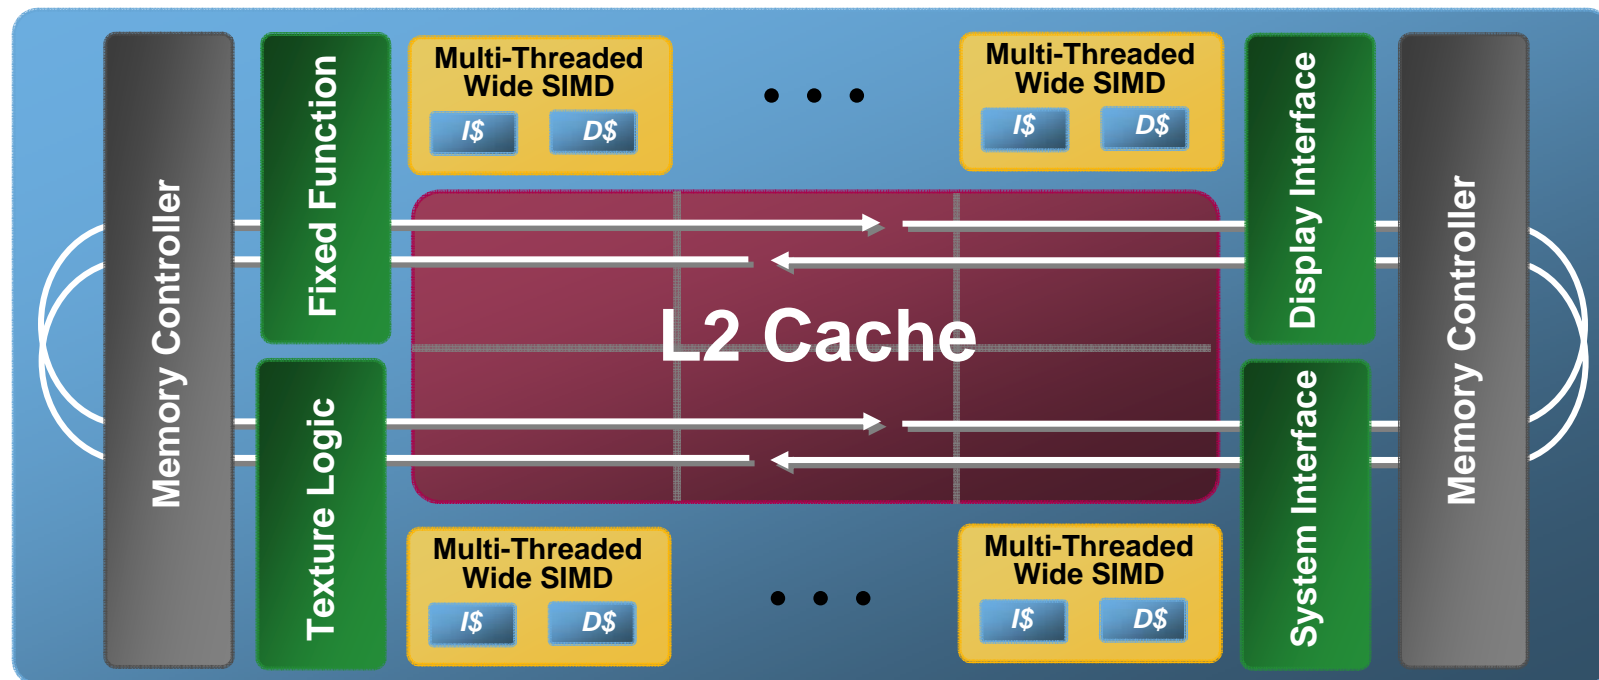 Memory Controller
Fixed Function
Texture Logic
Multi-Threaded
Wide SIMD
I$ D$
• • •
Multi-Threaded
Wide SIMD
I$ D$
L2 Cache
Multi-Threaded
Wide SIMD
I$ D$
• • •
Multi-Threaded
Wide SIMD
I$ D$
Display Interface
System Interface
Memory Controller